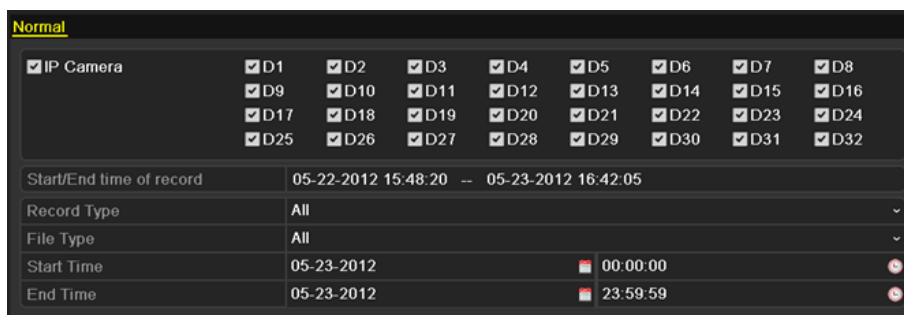 Normal
IP Camera D1 D2 D3 D4 D5 D6 D7 D8
D9 D10 D11 D12 D13 D14 D15 D16
D17 D18 D19 D20 D21 D22 D23 D24
D25 D26 D27 D28 D29 D30 D31 D32
Start/End time of record 05-22-2012 15:48:20 -- 05-23-2012 16:42:05
Record Type All
File Type All
Start Time 05-23-2012 00:00:00
End Time 05-23-2012 23:59:59